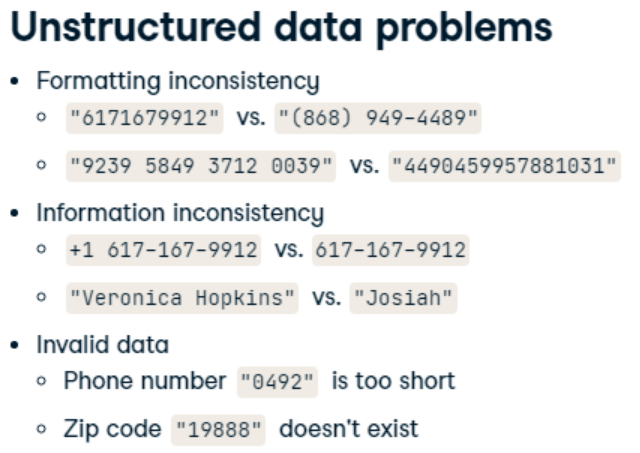 Unstructured data problems
• Formatting inconsistency
○ "6171679912" vs. "(868) 949-4489"
○ "9239 5849 3712 0039" vs. "4490459957881031"
• Information inconsistency
○ +1 617-167-9912 vs. 617-167-9912
○ "Veronica Hopkins" vs. "Josiah"
• Invalid data
○ Phone number "0492" is too short
○ Zip code "19888" doesn't exist